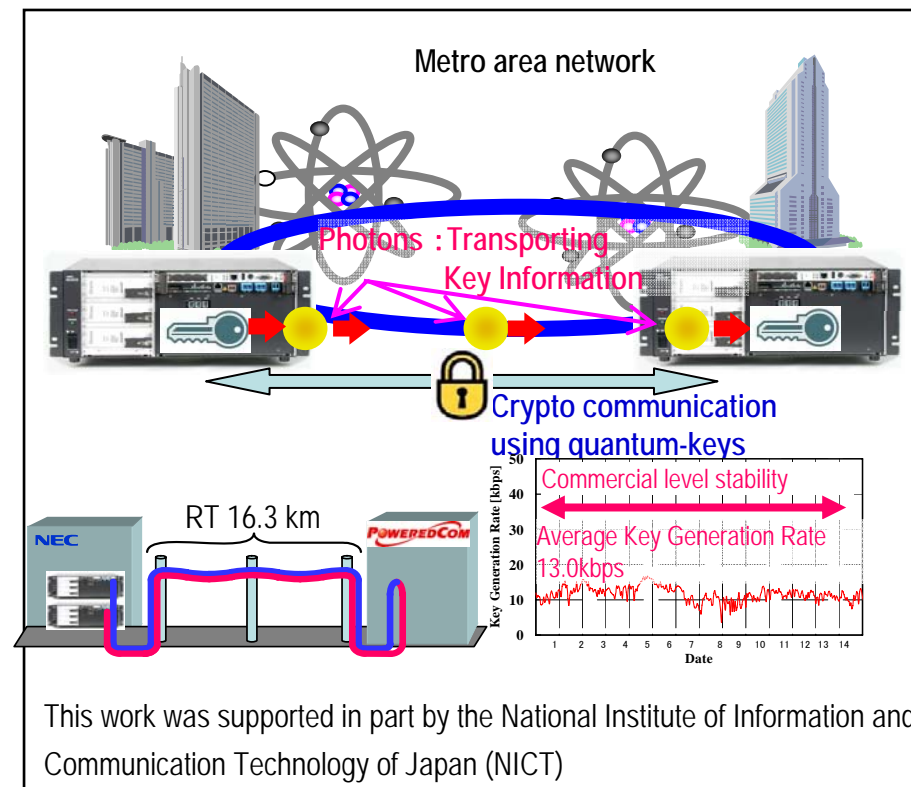 Metro area network
Photons : Transporting
Key Information
Crypto communication
using quantum-keys
NEC
RT 16.3 km
POWEREDCOM
Key Generation Rate [kbps]
50
40
30
20
10
0
Commercial level stability
Average Key Generation Rate
13.0kbps
1 2 3 4 5 6 7 8 9 10 11 12 13 14
Date
This work was supported in part by the National Institute of Information and
Communication Technology of Japan (NICT)